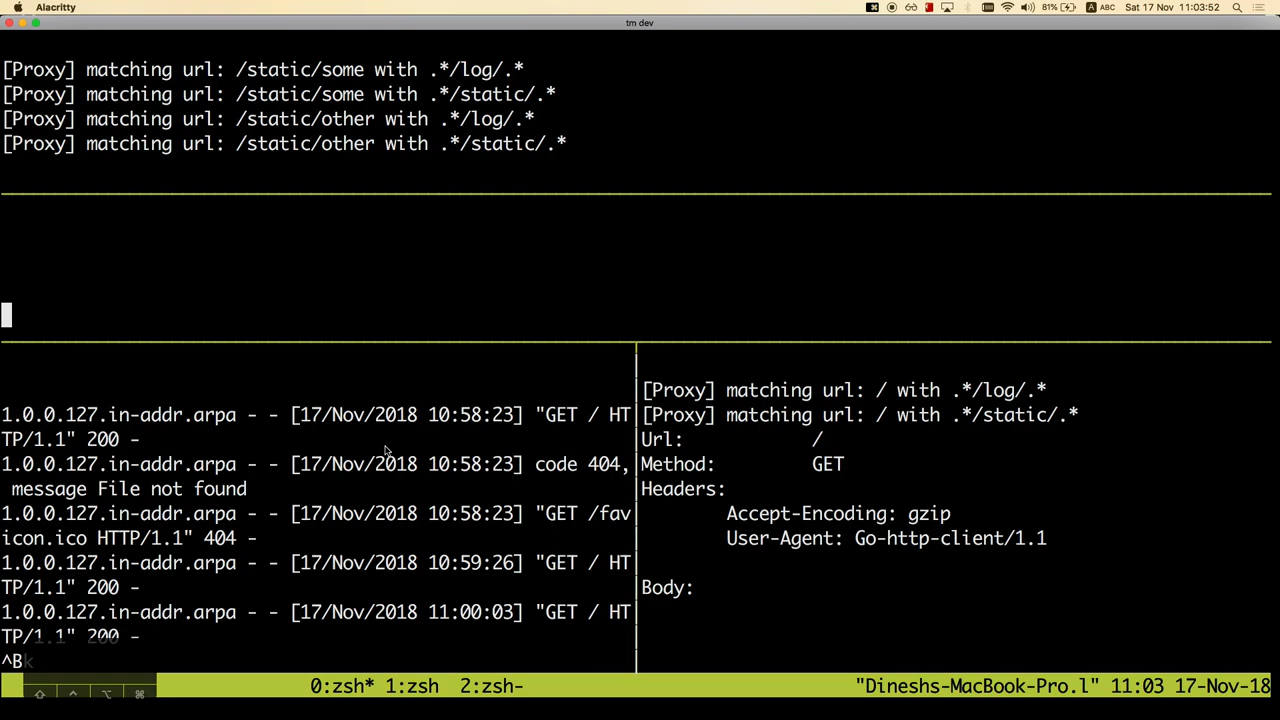 Alacritty 81% A ABC Sat 17 Nov 11:03:52
tm dev
[Proxy] matching url: /static/some with .*/log/.*
[Proxy] matching url: /static/some with .*/static/.*
[Proxy] matching url: /static/other with .*/log/.*
[Proxy] matching url: /static/other with .*/static/.*
1.0.0.127.in-addr.arpa - - [17/Nov/2018 10:58:23] "GET / HT
TP/1.1" 200 -
1.0.0.127.in-addr.arpa - - [17/Nov/2018 10:58:23] code 404,
message File not found
1.0.0.127.in-addr.arpa - - [17/Nov/2018 10:58:23] "GET /fav
icon.ico HTTP/1.1" 404 -
1.0.0.127.in-addr.arpa - - [17/Nov/2018 10:59:26] "GET / HT
TP/1.1" 200 -
1.0.0.127.in-addr.arpa - - [17/Nov/2018 11:00:03] "GET / HT
TP/1.1" 200 -
^Bk
[Proxy] matching url: / with .*/log/.*
[Proxy] matching url: / with .*/static/.*
Url: /
Method: GET
Headers:
Accept-Encoding: gzip
User-Agent: Go-http-client/1.1
Body:
0:zsh* 1:zsh 2:zsh- "Dineshs-MacBook-Pro.l" 11:03 17-Nov-18